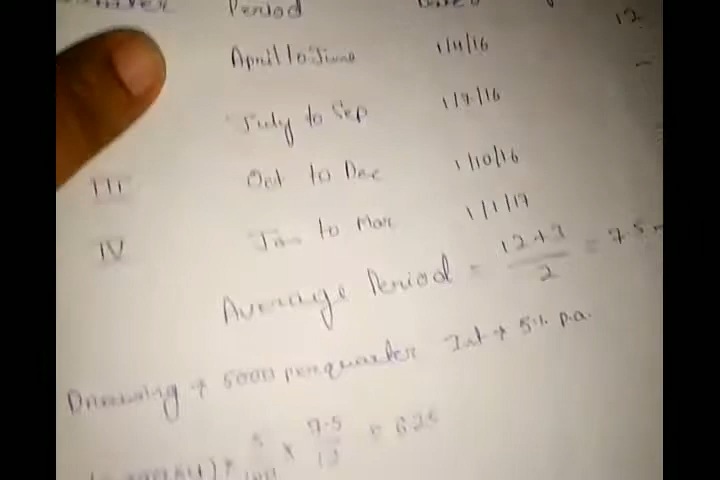 Period
12
April to June 1/4/16
July to Sep 1/7/16
III Oct to Dec 1/10/16
IV Jan to Mar 1/1/17
Average Period = 12+3/2 = 7.5
Drawing → 5000 per quarter Int → 5% p.a.
5/100 × 7.5/12 = 625